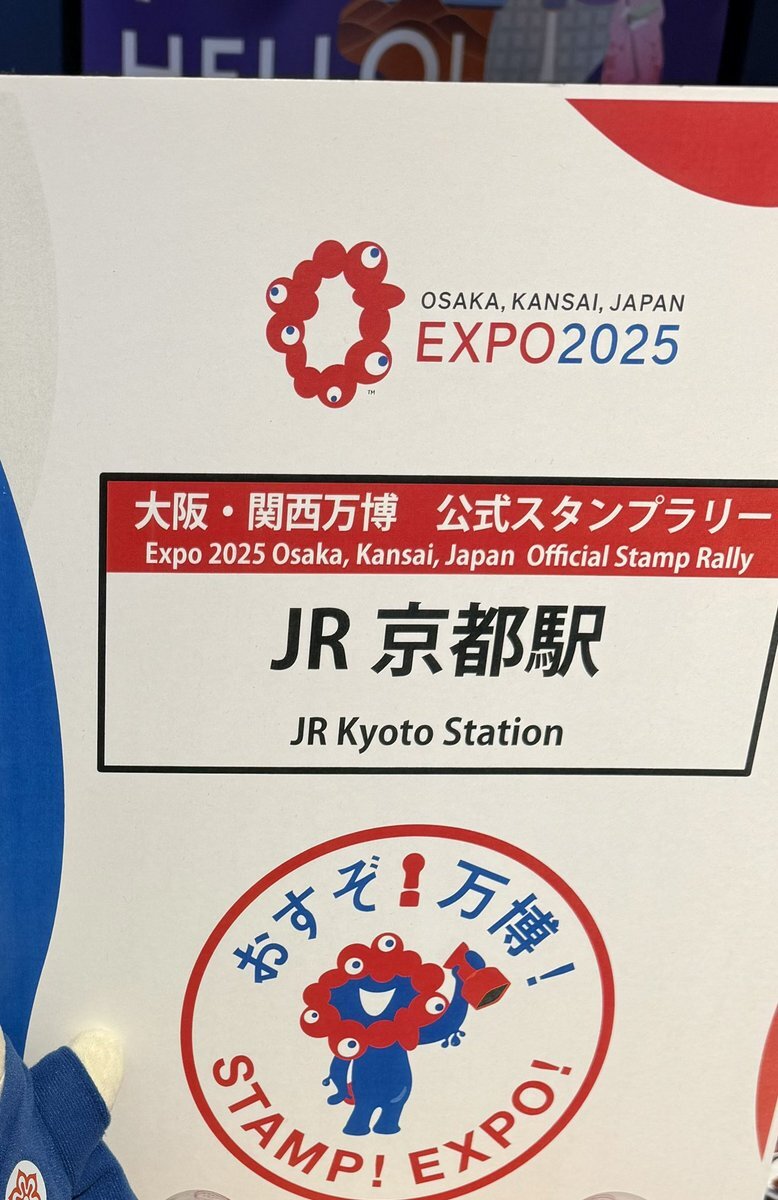 HELLO!
OSAKA, KANSAI, JAPAN
EXPO2025
TM
大阪・関西万博　公式スタンプラリー
Expo 2025 Osaka, Kansai, Japan Official Stamp Rally
JR 京都駅
JR Kyoto Station
おすぞ!万博!
STAMP! EXPO!